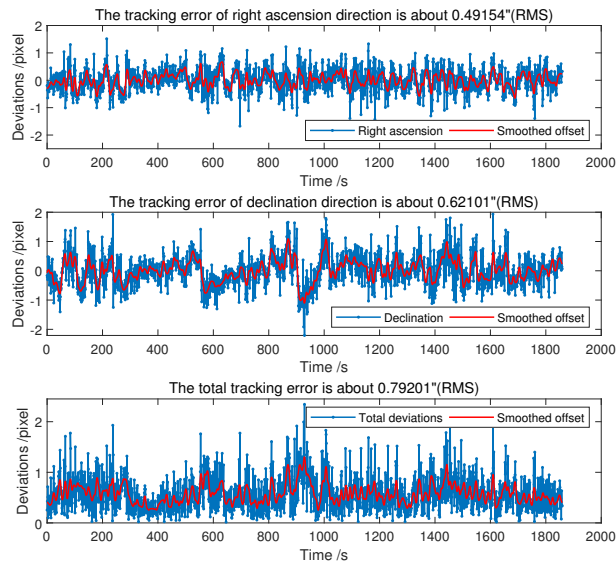 The tracking error of right ascension direction is about 0.49154"(RMS)
2
1
0
-1
-2
Deviations /pixel
Right ascension
Smoothed offset
0 200 400 600 800 1000 1200 1400 1600 1800 2000
Time /s
The tracking error of declination direction is about 0.62101"(RMS)
2
1
0
-1
-2
Deviations /pixel
Declination
Smoothed offset
0 200 400 600 800 1000 1200 1400 1600 1800 2000
Time /s
The total tracking error is about 0.79201"(RMS)
2
1
0
Deviations /pixel
Total deviations
Smoothed offset
0 200 400 600 800 1000 1200 1400 1600 1800 2000
Time /s